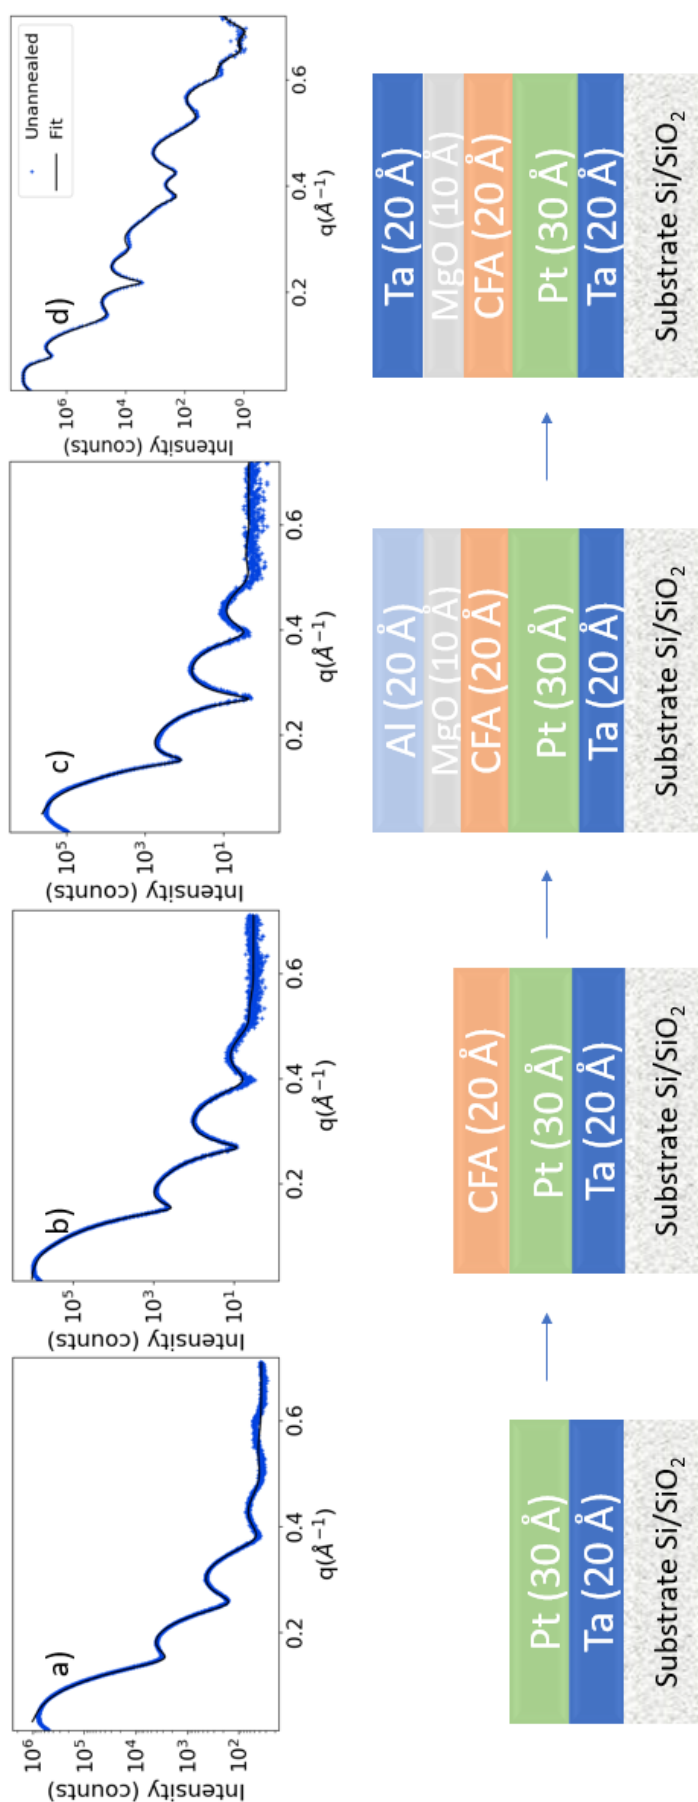 a)
Intensity (counts)
10⁶
10⁵
10⁴
10³
10²
0.2
0.4
0.6
q(Å⁻¹)
b)
Intensity (counts)
10⁵
10³
10¹
0.2
0.4
0.6
q(Å⁻¹)
c)
Intensity (counts)
10⁵
10³
10¹
0.2
0.4
0.6
q(Å⁻¹)
d)
Unannealed
Fit
Intensity (counts)
10⁶
10⁴
10²
10⁰
0.2
0.4
0.6
q(Å⁻¹)
Pt (30 Å)
Ta (20 Å)
Substrate Si/SiO₂
CFA (20 Å)
Pt (30 Å)
Ta (20 Å)
Substrate Si/SiO₂
Al (20 Å)
MgO (10 Å)
CFA (20 Å)
Pt (30 Å)
Ta (20 Å)
Substrate Si/SiO₂
Ta (20 Å)
MgO (10 Å)
CFA (20 Å)
Pt (30 Å)
Ta (20 Å)
Substrate Si/SiO₂